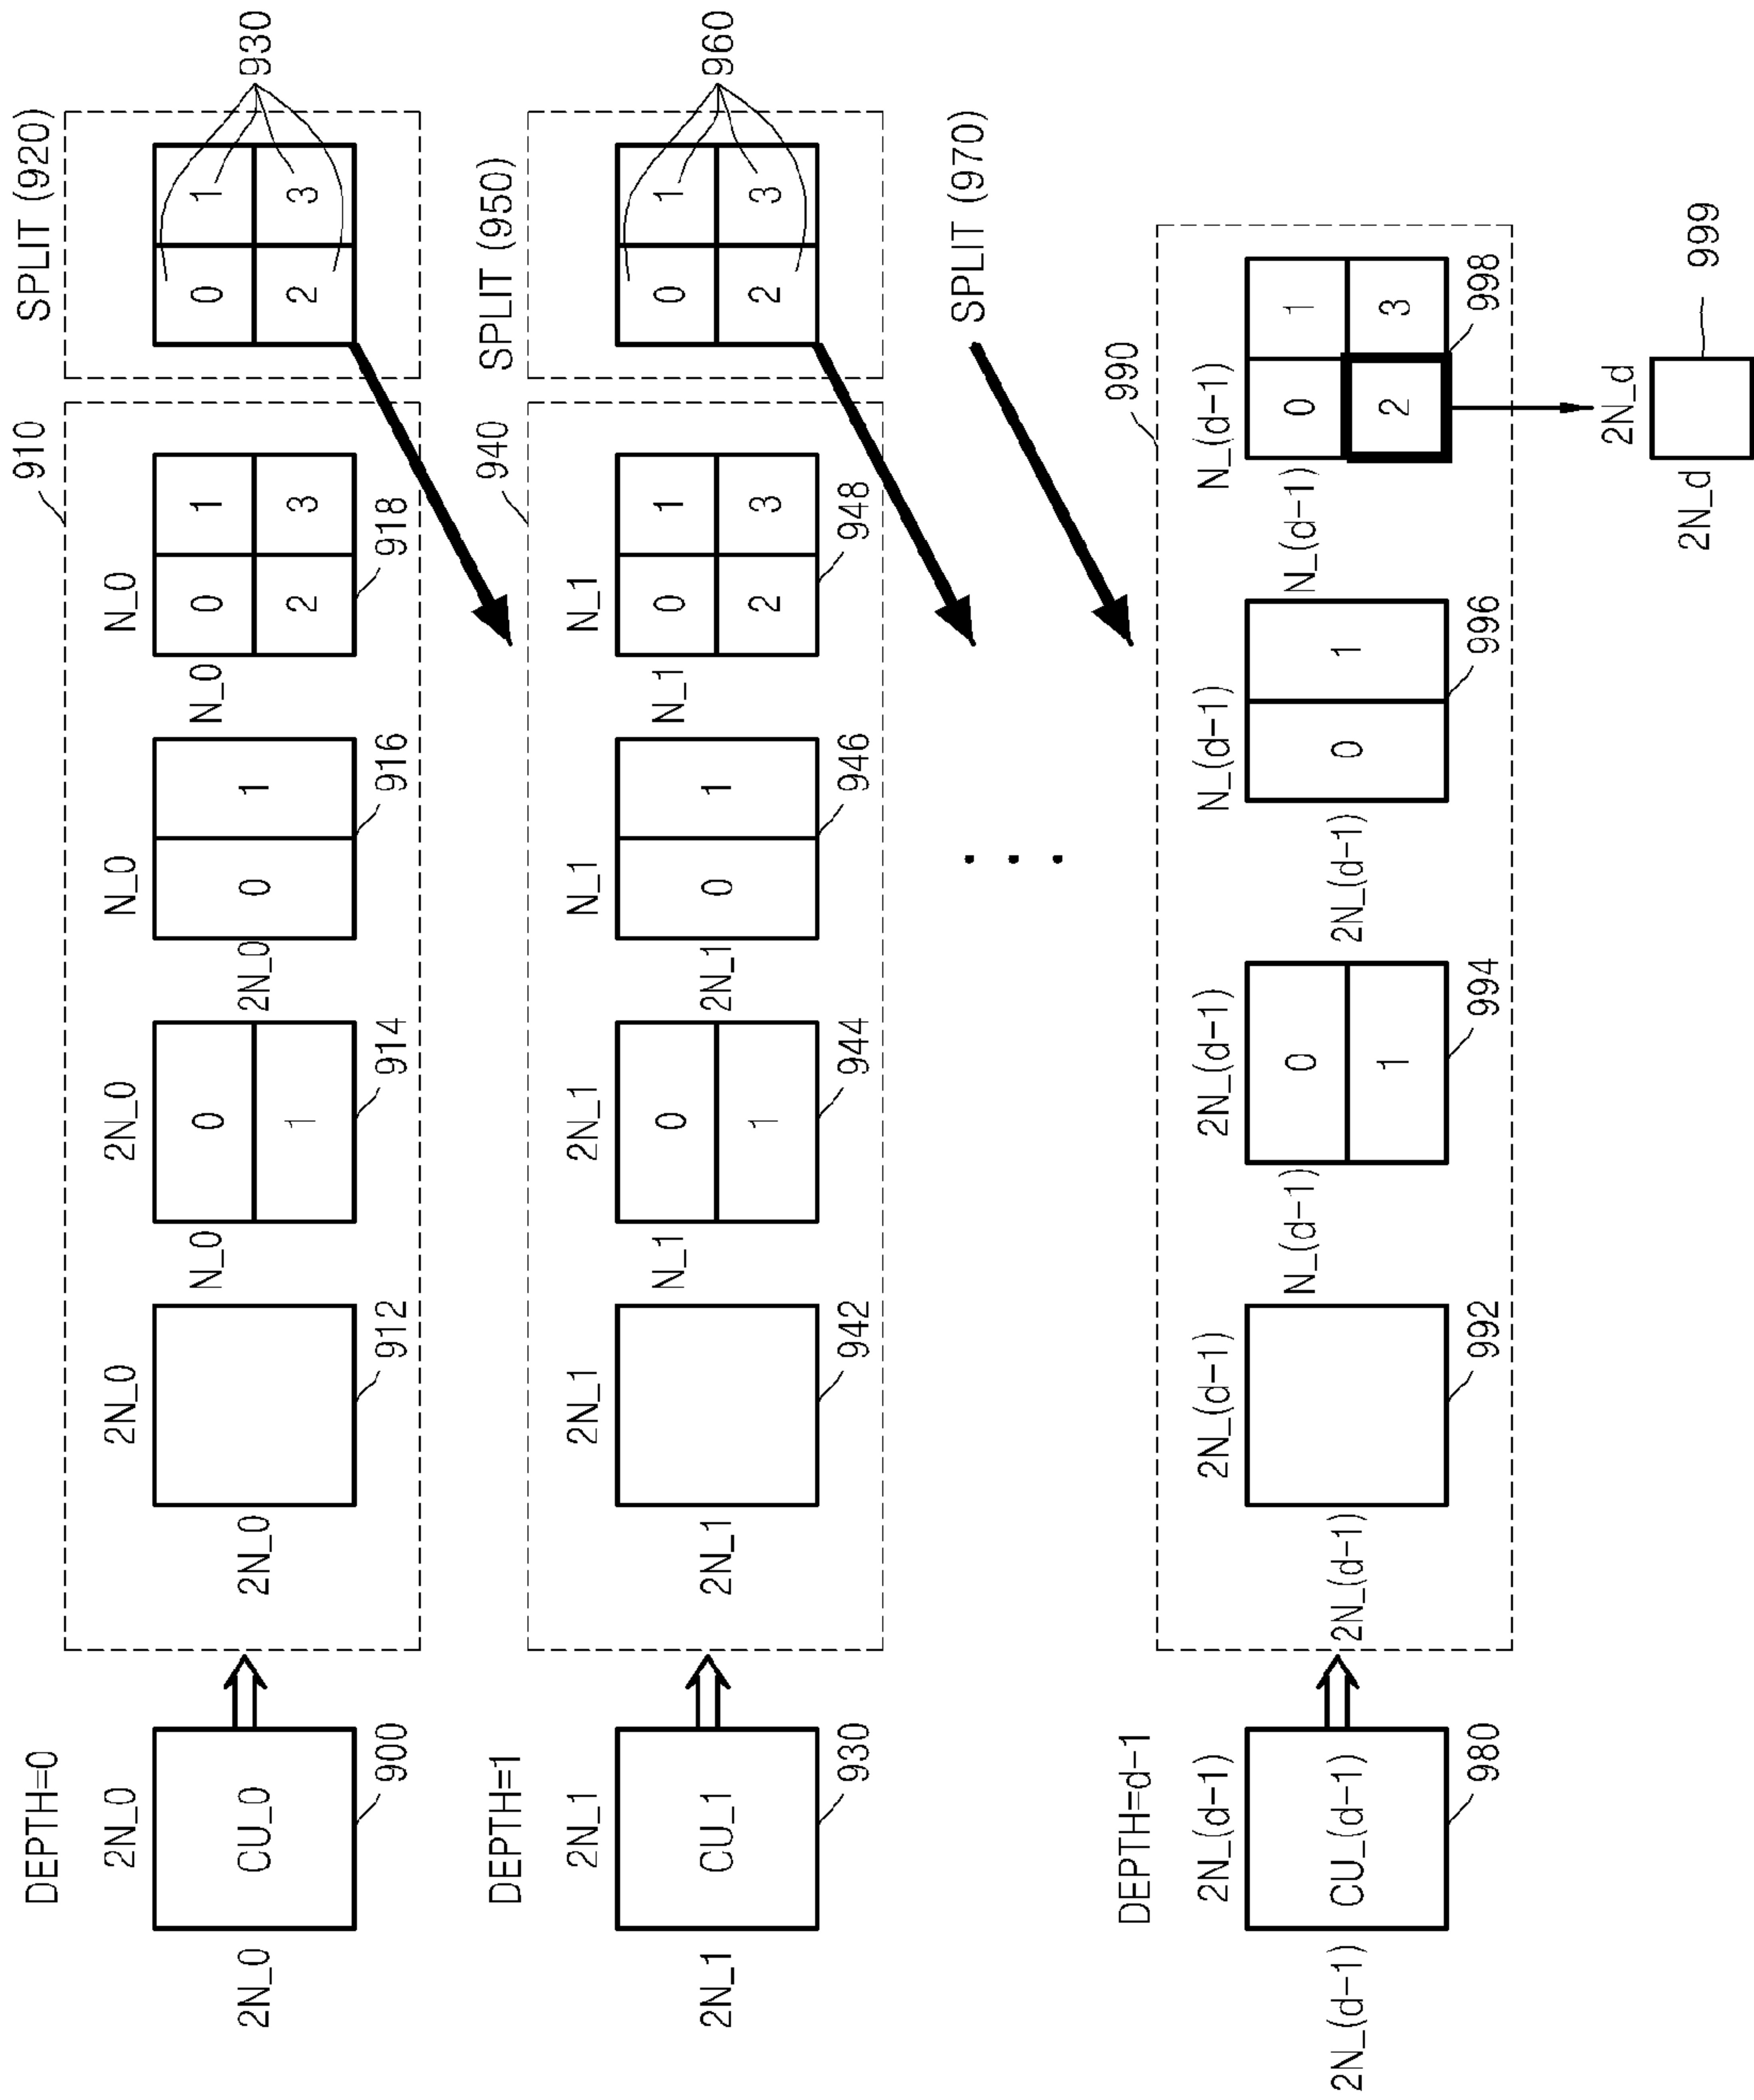 DEPTH=0
2N_0
2N_0
CU_0
900
910
2N_0
2N_0
912
2N_0
N_0
0
1
914
N_0
2N_0
0
1
916
N_0
N_0
0
1
2
3
918
SPLIT (920)
0
1
2
3
930
DEPTH=1
2N_1
2N_1
CU_1
930
940
2N_1
2N_1
942
2N_1
N_1
0
1
944
N_1
2N_1
0
1
946
N_1
N_1
0
1
2
3
948
SPLIT (950)
0
1
2
3
960
SPLIT (970)
DEPTH=d-1
2N_(d-1)
2N_(d-1)
CU_(d-1)
980
990
2N_(d-1)
2N_(d-1)
992
2N_(d-1)
N_(d-1)
0
1
994
N_(d-1)
2N_(d-1)
0
1
996
N_(d-1)
N_(d-1)
0
1
2
3
998
2N_d
2N_d
999